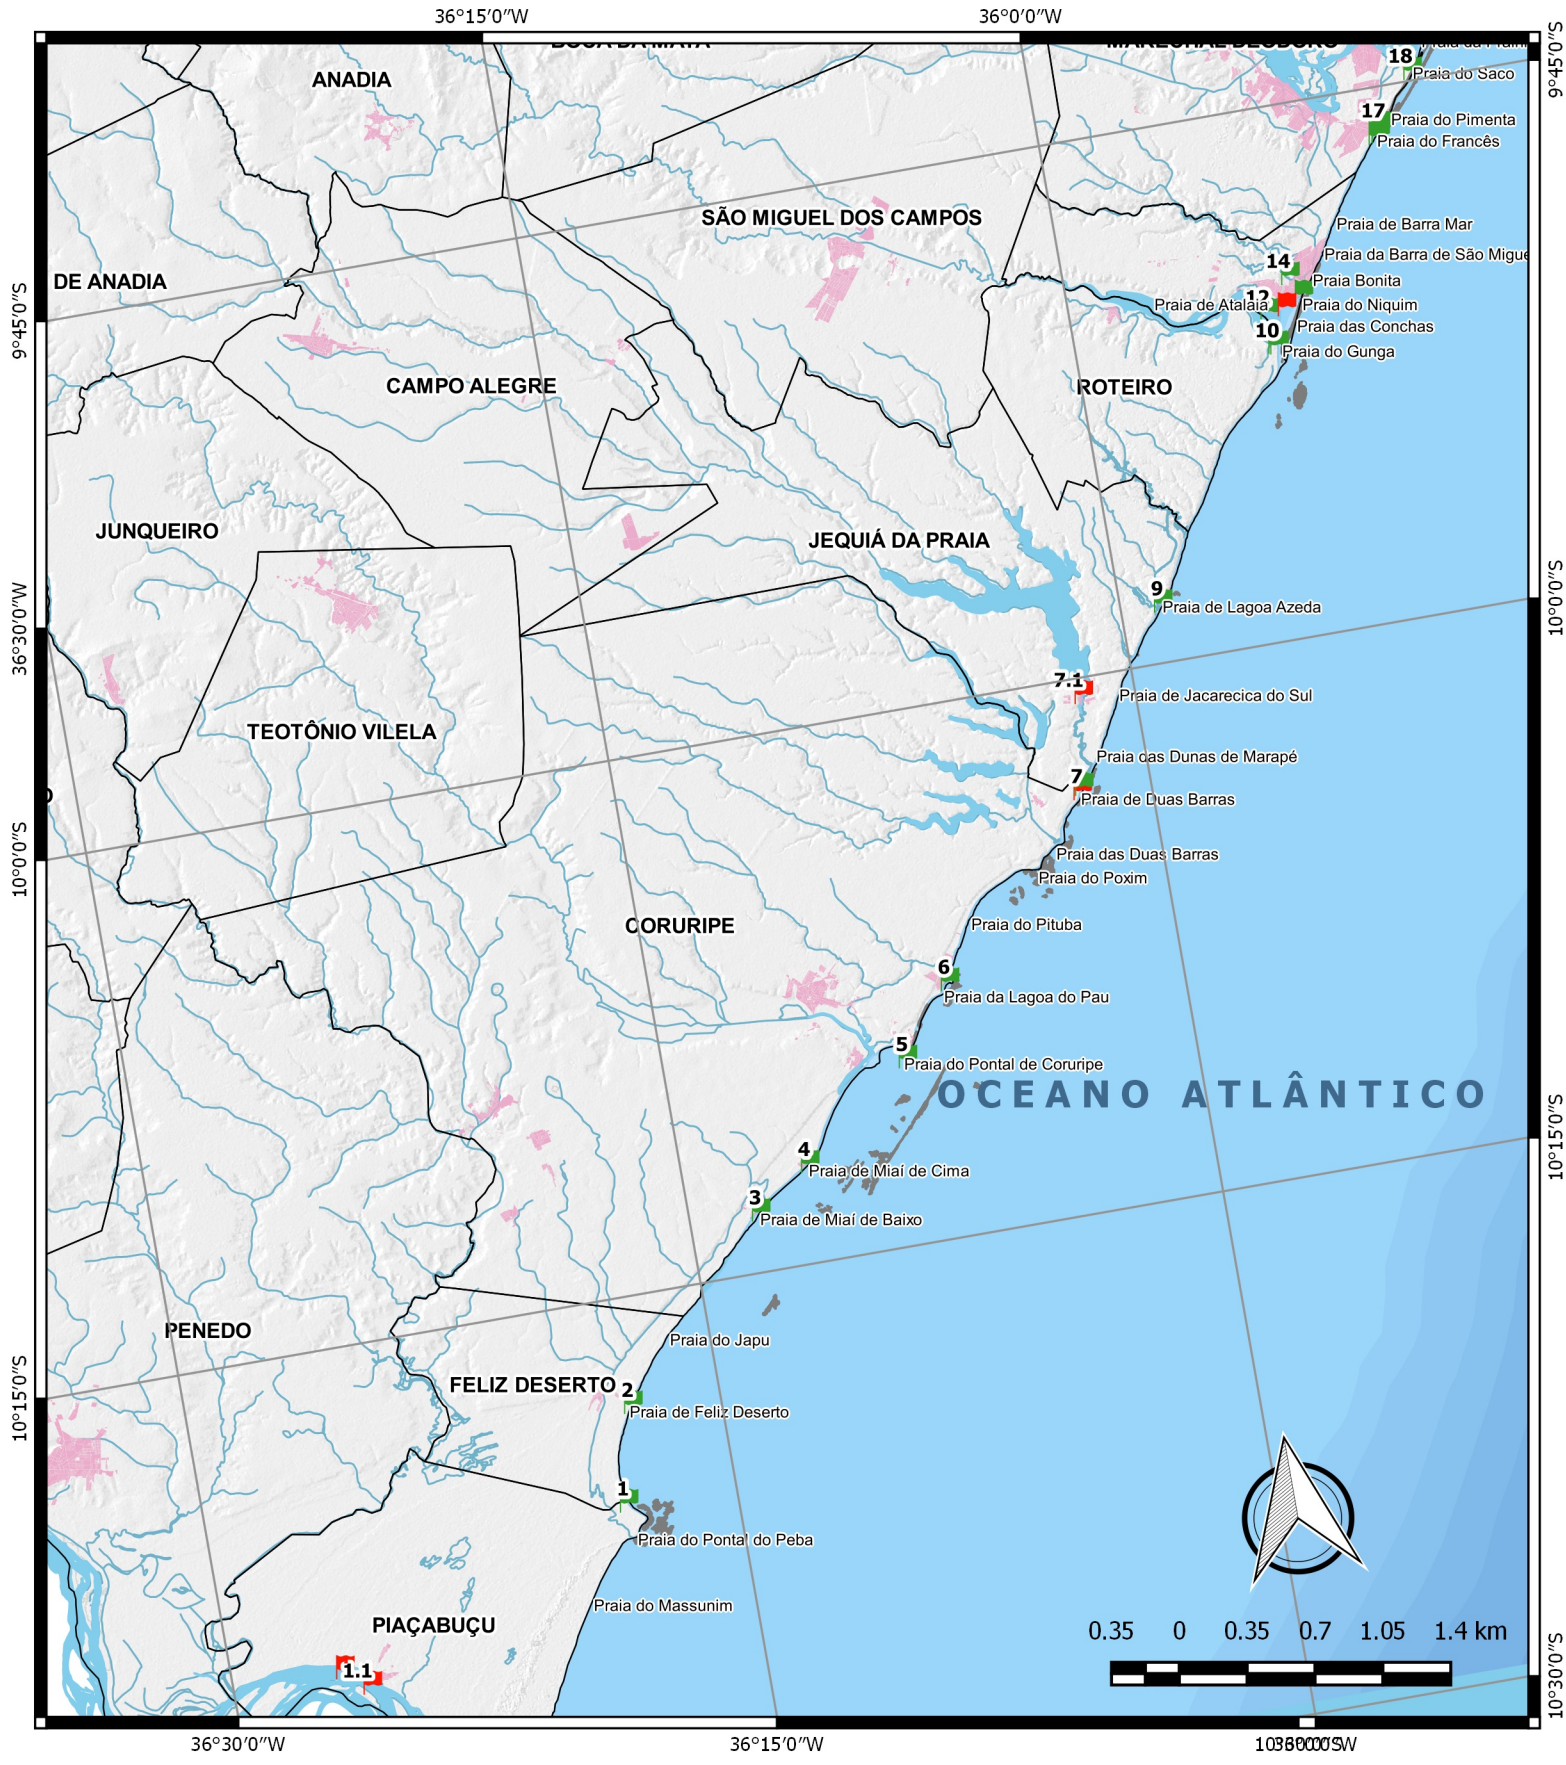 36°15′0″W
36°0′0″W
BOCA DA MATA
MARECHAL DEODORO
18
Praia do Saco
9°45′0″S
ANADIA
17
Praia do Pimenta
Praia do Francês
SÃO MIGUEL DOS CAMPOS
Praia de Barra Mar
Praia da Barra de São Migue
14
DE ANADIA
Praia Bonita
12
Praia de Atalaia
Praia do Niquim
9°45′0″S
10
Praia das Conchas
Praia do Gunga
CAMPO ALEGRE
ROTEIRO
JUNQUEIRO
JEQUIÁ DA PRAIA
9
Praia de Lagoa Azeda
10°0′0″S
36°30′0″W
7.1
Praia de Jacarecica do Sul
TEOTÔNIO VILELA
Praia das Dunas de Marapé
7
Praia de Duas Barras
O
10°0′0″S
Praia das Duas Barras
Praia do Poxim
CORURIPE
Praia do Pituba
6
Praia da Lagoa do Pau
5
Praia do Pontal de Coruripe
OCEANO ATLÂNTICO
10°15′0″S
4
Praia de Miaí de Cima
3
Praia de Miaí de Baixo
PENEDO
Praia do Japu
FELIZ DESERTO
2
Praia de Feliz Deserto
10°15′0″S
1
Praia do Pontal do Peba
Praia do Massunim
PIAÇABUÇU
1.1
0.35 0 0.35 0.7 1.05 1.4 km
10°30′0″S
36°30′0″W
36°15′0″W